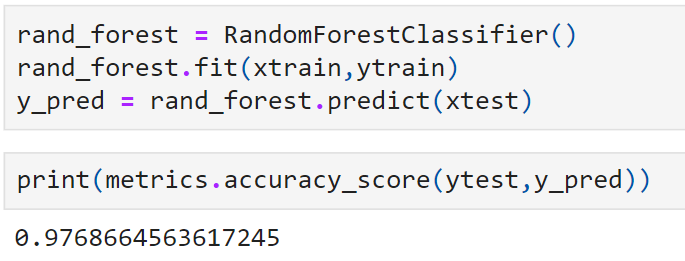 rand_forest = RandomForestClassifier()
rand_forest.fit(xtrain,ytrain)
y_pred = rand_forest.predict(xtest)
print(metrics.accuracy_score(ytest,y_pred))
0.9768664563617245